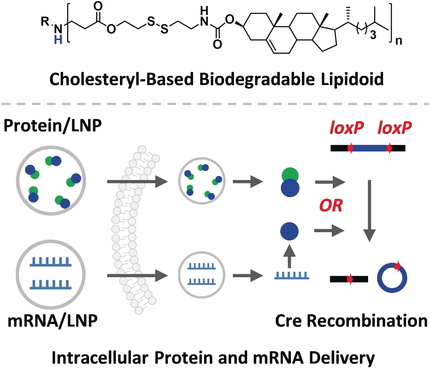 R
N
H
O
O
S
S
H
N
O
O
3
n
Cholesteryl-Based Biodegradable Lipidoid
Protein/LNP
loxP loxP
OR
mRNA/LNP
Cre Recombination
Intracellular Protein and mRNA Delivery